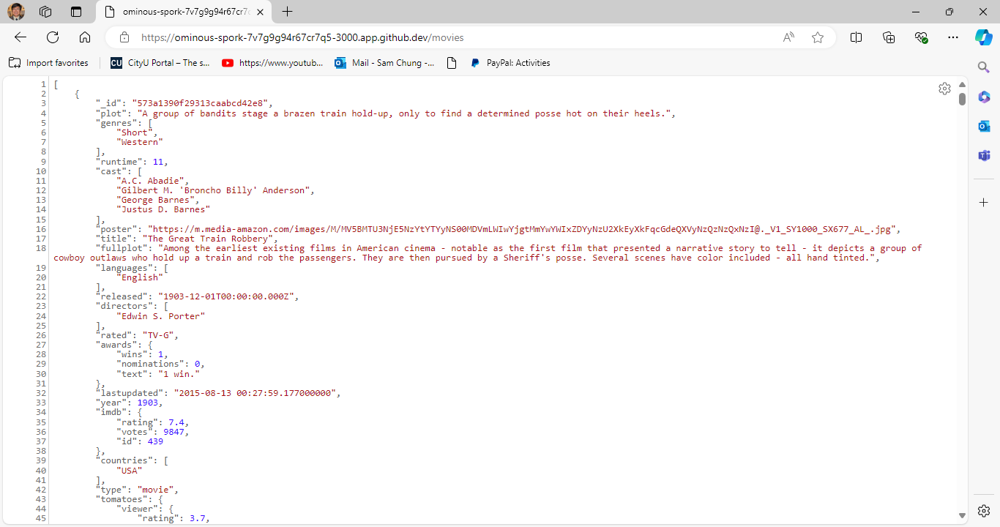 ominous-spork-7v7g9g94r67cr7
https://ominous-spork-7v7g9g94r67cr7q5-3000.app.github.dev/movies
Import favorites CU CityU Portal – The s... https://www.youtub... Mail - Sam Chung -... PayPal: Activities
1 [
2 {
3 "_id": "573a1390f29313caabcd42e8",
4 "plot": "A group of bandits stage a brazen train hold-up, only to find a determined posse hot on their heels.",
5 "genres": [
6 "Short",
7 "Western"
8 ],
9 "runtime": 11,
10 "cast": [
11 "A.C. Abadie",
12 "Gilbert M. 'Broncho Billy' Anderson",
13 "George Barnes",
14 "Justus D. Barnes"
15 ],
16 "poster": "https://m.media-amazon.com/images/M/MV5BMTU3NjE5NzYtYTYyNS00MDVmLWIwYjgtMmYwYWIxZDYyNzU2XkEyXkFqcGdeQXVyNzQzNzQxNzI@._V1_SY1000_SX677_AL_.jpg",
17 "title": "The Great Train Robbery",
18 "fullplot": "Among the earliest existing films in American cinema - notable as the first film that presented a narrative story to tell - it depicts a group of
cowboy outlaws who hold up a train and rob the passengers. They are then pursued by a Sheriff's posse. Several scenes have color included - all hand tinted.",
19 "languages": [
20 "English"
21 ],
22 "released": "1903-12-01T00:00:00.000Z",
23 "directors": [
24 "Edwin S. Porter"
25 ],
26 "rated": "TV-G",
27 "awards": {
28 "wins": 1,
29 "nominations": 0,
30 "text": "1 win."
31 },
32 "lastupdated": "2015-08-13 00:27:59.177000000",
33 "year": 1903,
34 "imdb": {
35 "rating": 7.4,
36 "votes": 9847,
37 "id": 439
38 },
39 "countries": [
40 "USA"
41 ],
42 "type": "movie",
43 "tomatoes": {
44 "viewer": {
45 "rating": 3.7,